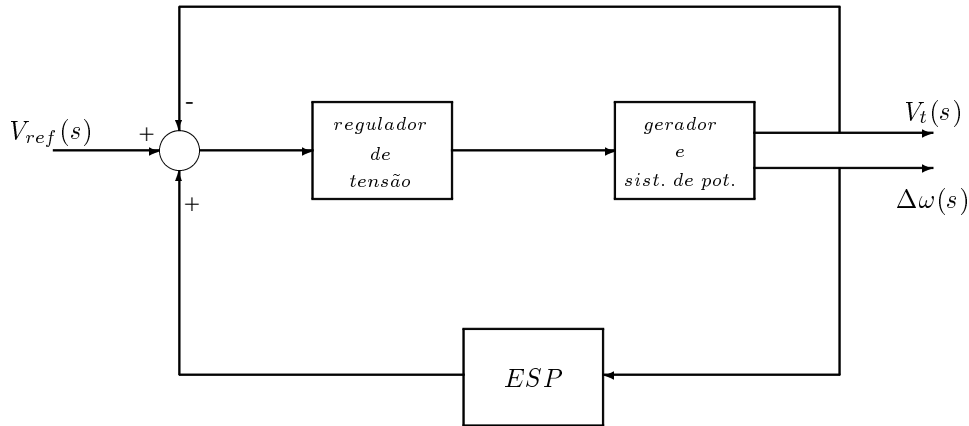 -
V_{ref}(s)
+
regulador
de
tensão
gerador
e
sist. de pot.
V_t(s)
Δω(s)
+
ESP